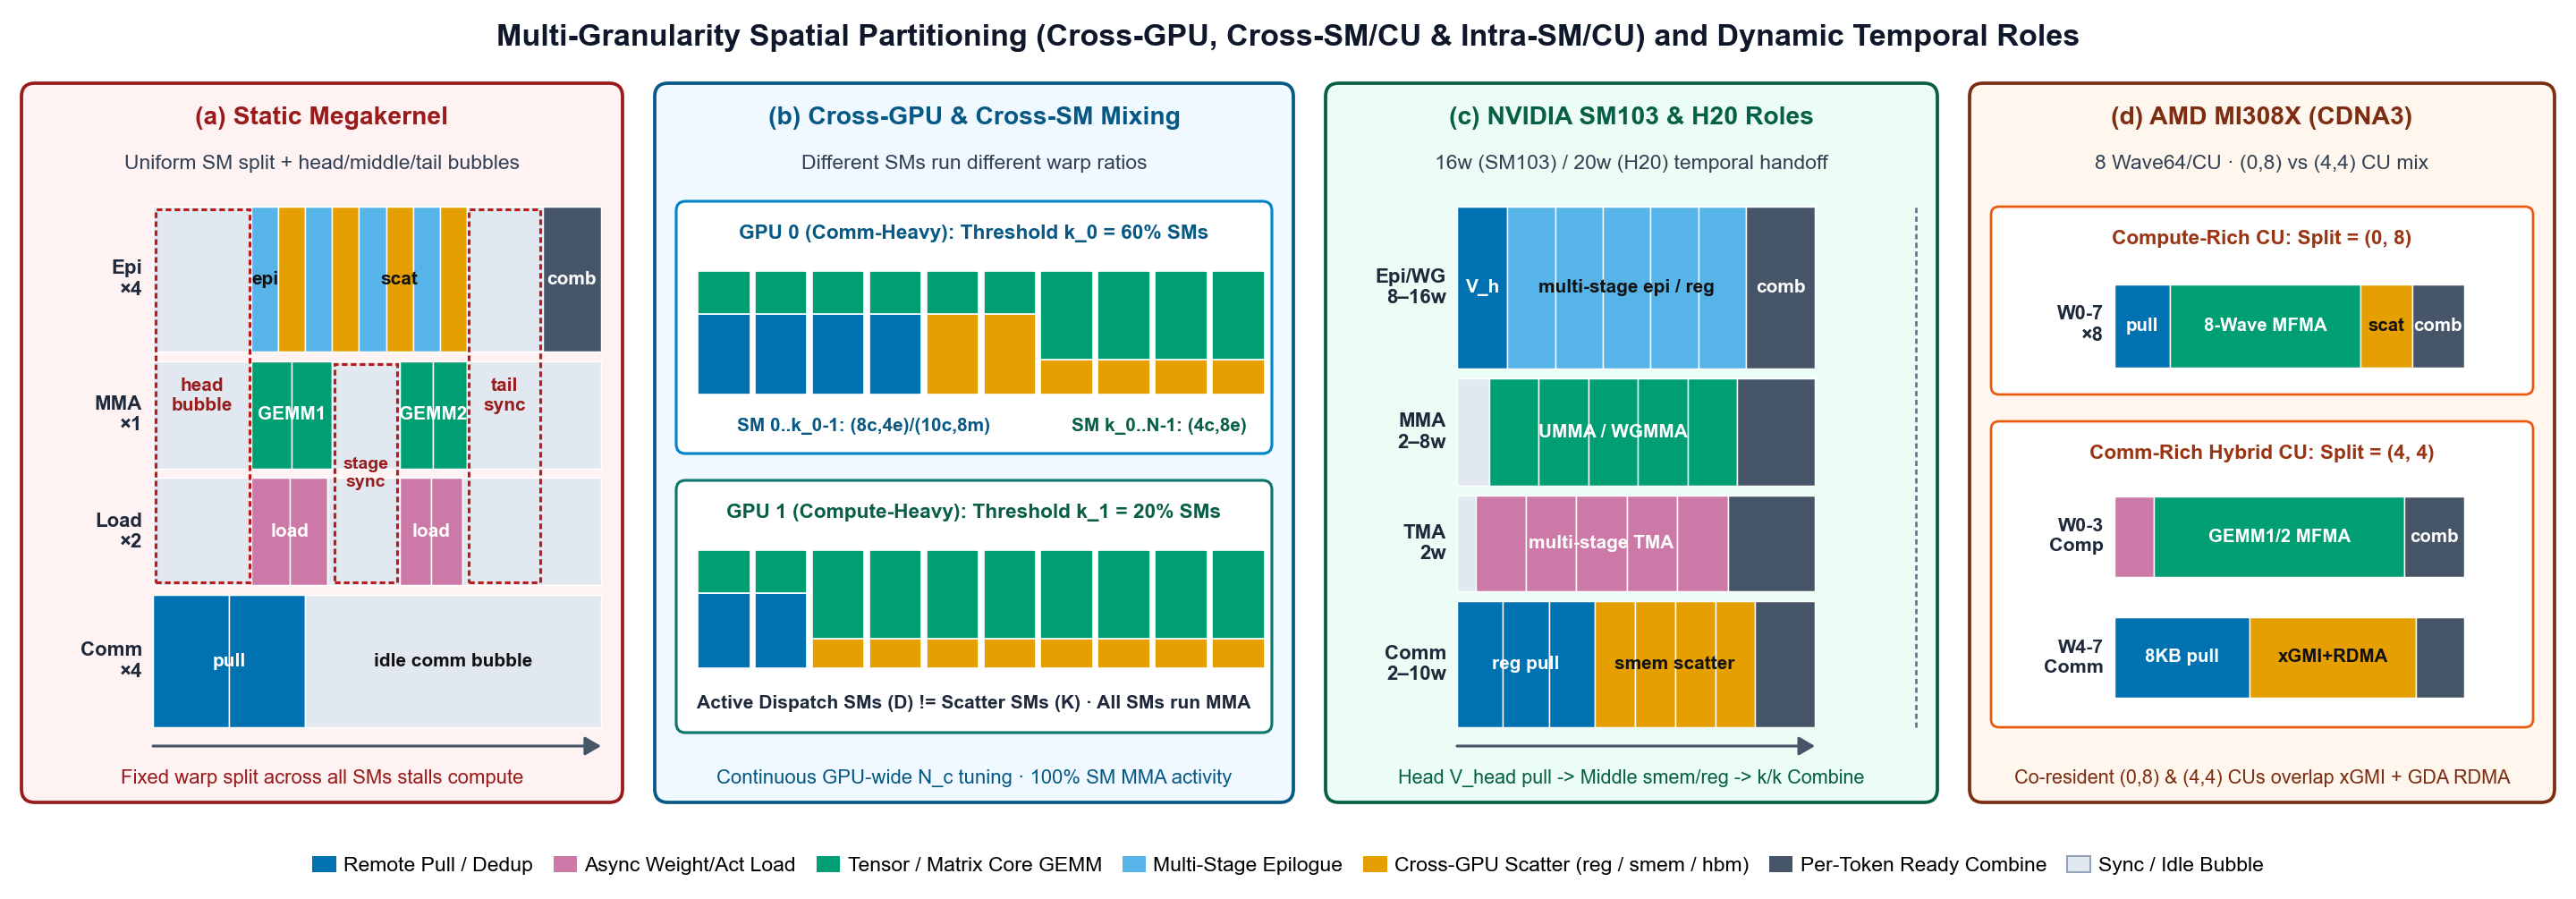 Multi-Granularity Spatial Partitioning (Cross-GPU, Cross-SM/CU & Intra-SM/CU) and Dynamic Temporal Roles
(a) Static Megakernel
Uniform SM split + head/middle/tail bubbles
Epi
×4
epi
scat
comb
MMA
×1
head
bubble
GEMM1
GEMM2
tail
sync
stage
sync
Load
×2
load
load
Comm
×4
pull
idle comm bubble
Fixed warp split across all SMs stalls compute
(b) Cross-GPU & Cross-SM Mixing
Different SMs run different warp ratios
GPU 0 (Comm-Heavy): Threshold k_0 = 60% SMs
SM 0..k_0-1: (8c,4e)/(10c,8m)
SM k_0..N-1: (4c,8e)
GPU 1 (Compute-Heavy): Threshold k_1 = 20% SMs
Active Dispatch SMs (D) != Scatter SMs (K) · All SMs run MMA
Continuous GPU-wide N_c tuning · 100% SM MMA activity
(c) NVIDIA SM103 & H20 Roles
16w (SM103) / 20w (H20) temporal handoff
Epi/WG
8–16w
V_h
multi-stage epi / reg
comb
MMA
2–8w
UMMA / WGMMA
TMA
2w
multi-stage TMA
Comm
2–10w
reg pull
smem scatter
Head V_head pull -> Middle smem/reg -> k/k Combine
(d) AMD MI308X (CDNA3)
8 Wave64/CU · (0,8) vs (4,4) CU mix
Compute-Rich CU: Split = (0, 8)
W0-7
×8
pull
8-Wave MFMA
scat
comb
Comm-Rich Hybrid CU: Split = (4, 4)
W0-3
Comp
GEMM1/2 MFMA
comb
W4-7
Comm
8KB pull
xGMI+RDMA
Co-resident (0,8) & (4,4) CUs overlap xGMI + GDA RDMA
Remote Pull / Dedup
Async Weight/Act Load
Tensor / Matrix Core GEMM
Multi-Stage Epilogue
Cross-GPU Scatter (reg / smem / hbm)
Per-Token Ready Combine
Sync / Idle Bubble